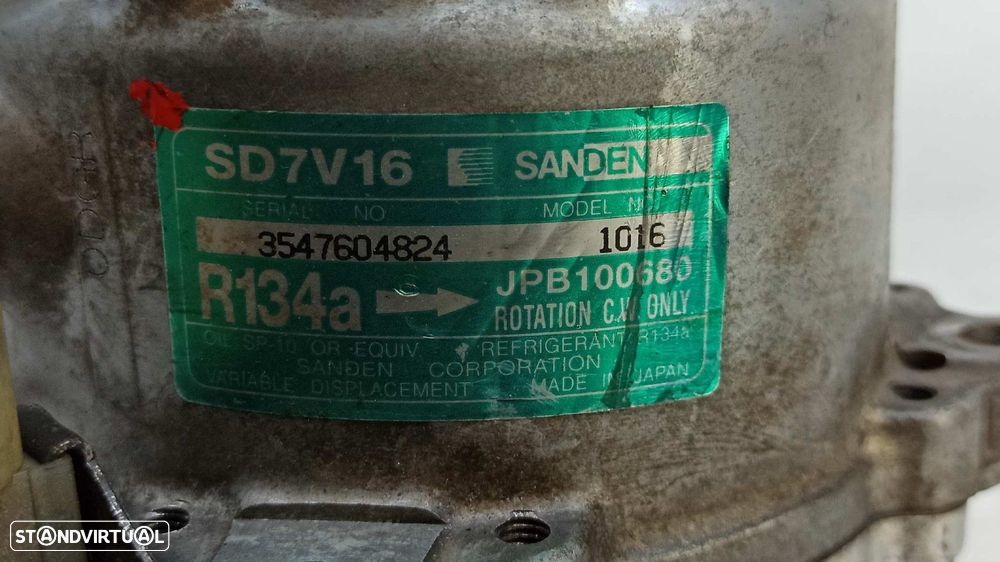 SD7V16 SANDEN
SERIAL NO MODEL NO
3547604824 1016
R134a JPB100680
ROTATION C.W ONLY
OIL SP-10 OR EQUIV. REFRIGERANT R134a
SANDEN CORPORATION
VARIABLE DISPLACEMENT MADE IN JAPAN
STANDVIRTUAL